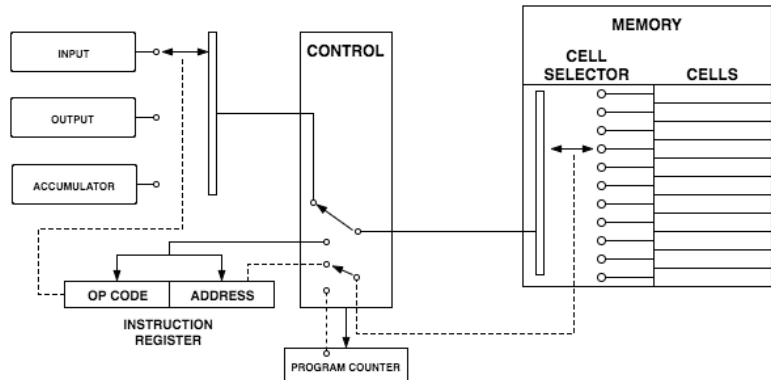 INPUT
OUTPUT
ACCUMULATOR
OP CODE
ADDRESS
INSTRUCTION
REGISTER
CONTROL
PROGRAM COUNTER
MEMORY
CELL
SELECTOR
CELLS